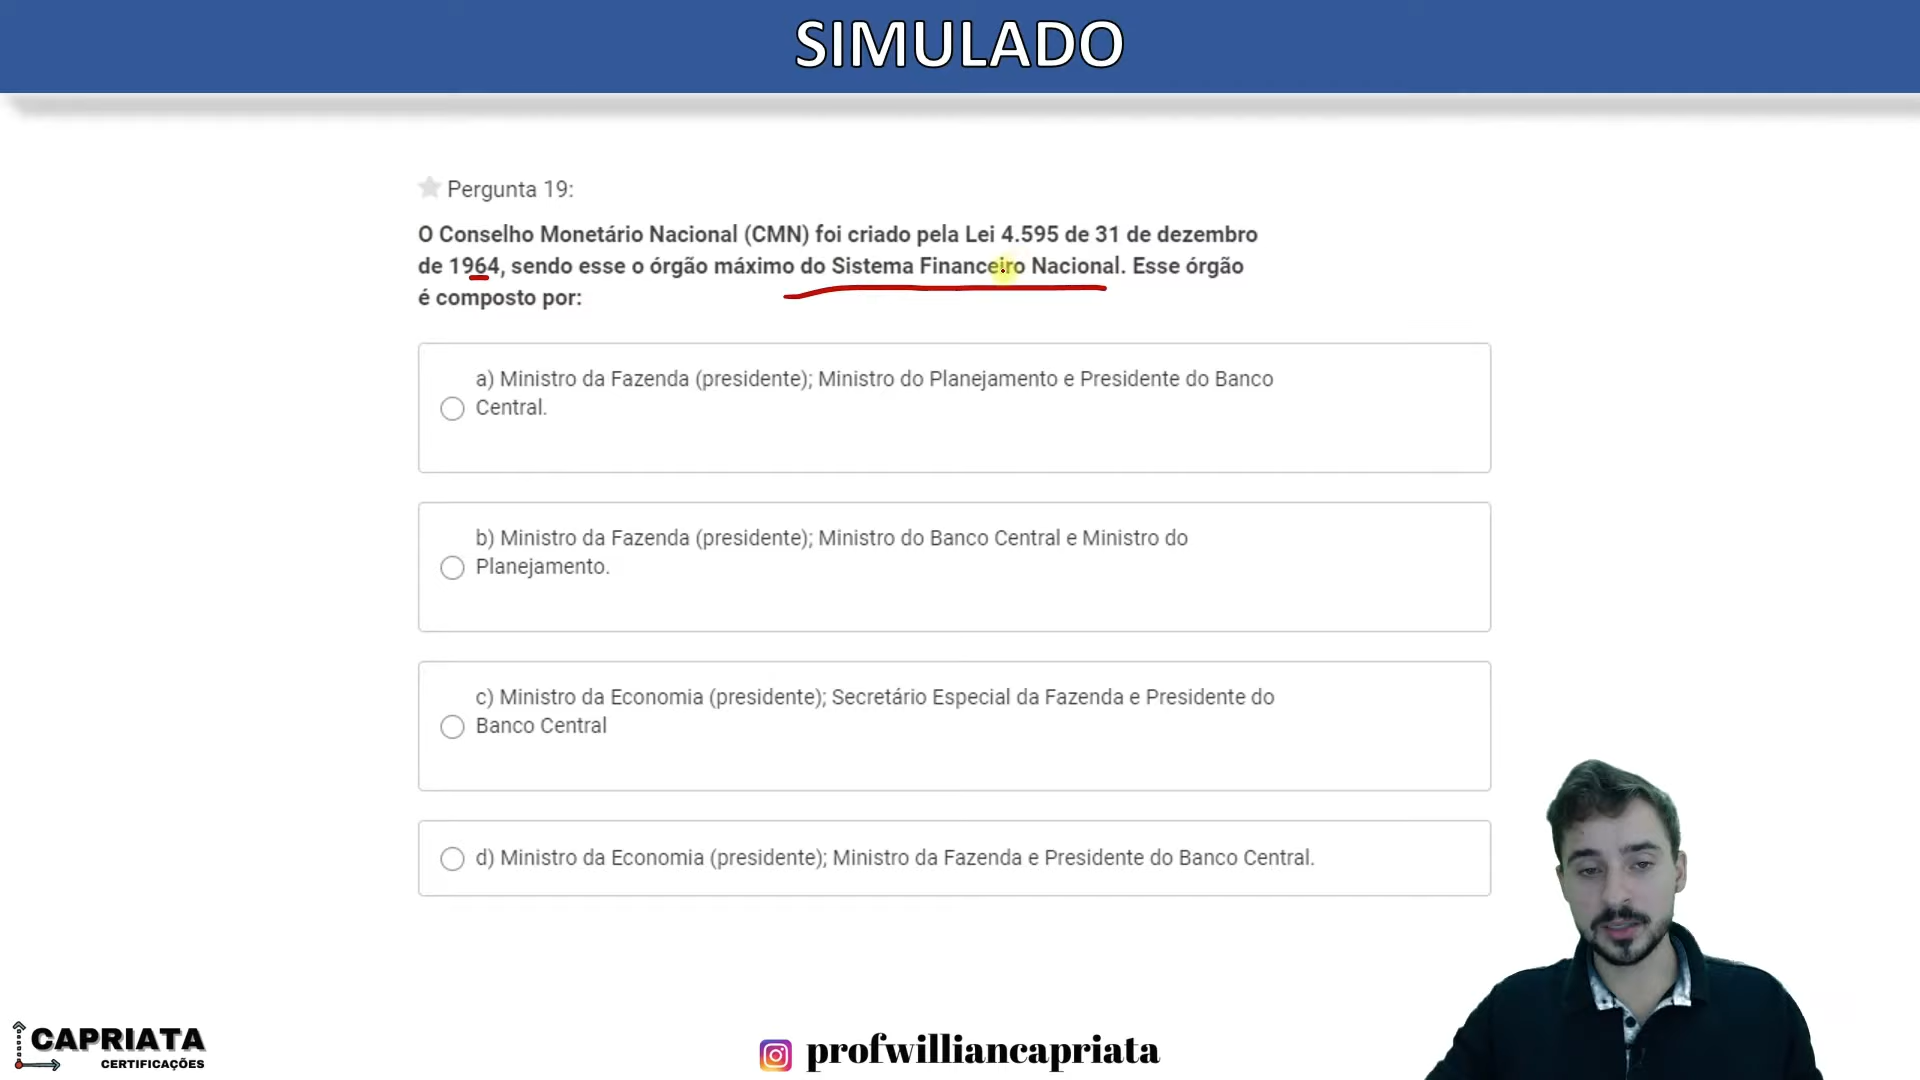 SIMULADO
Pergunta 19:
O Conselho Monetário Nacional (CMN) foi criado pela Lei 4.595 de 31 de dezembro
de 1964, sendo esse o órgão máximo do Sistema Financeiro Nacional. Esse órgão
é composto por:
a) Ministro da Fazenda (presidente); Ministro do Planejamento e Presidente do Banco
Central.
b) Ministro da Fazenda (presidente); Ministro do Banco Central e Ministro do
Planejamento.
c) Ministro da Economia (presidente); Secretário Especial da Fazenda e Presidente do
Banco Central
d) Ministro da Economia (presidente); Ministro da Fazenda e Presidente do Banco Central.
CAPRIATA
CERTIFICAÇÕES
profwilliancapriata